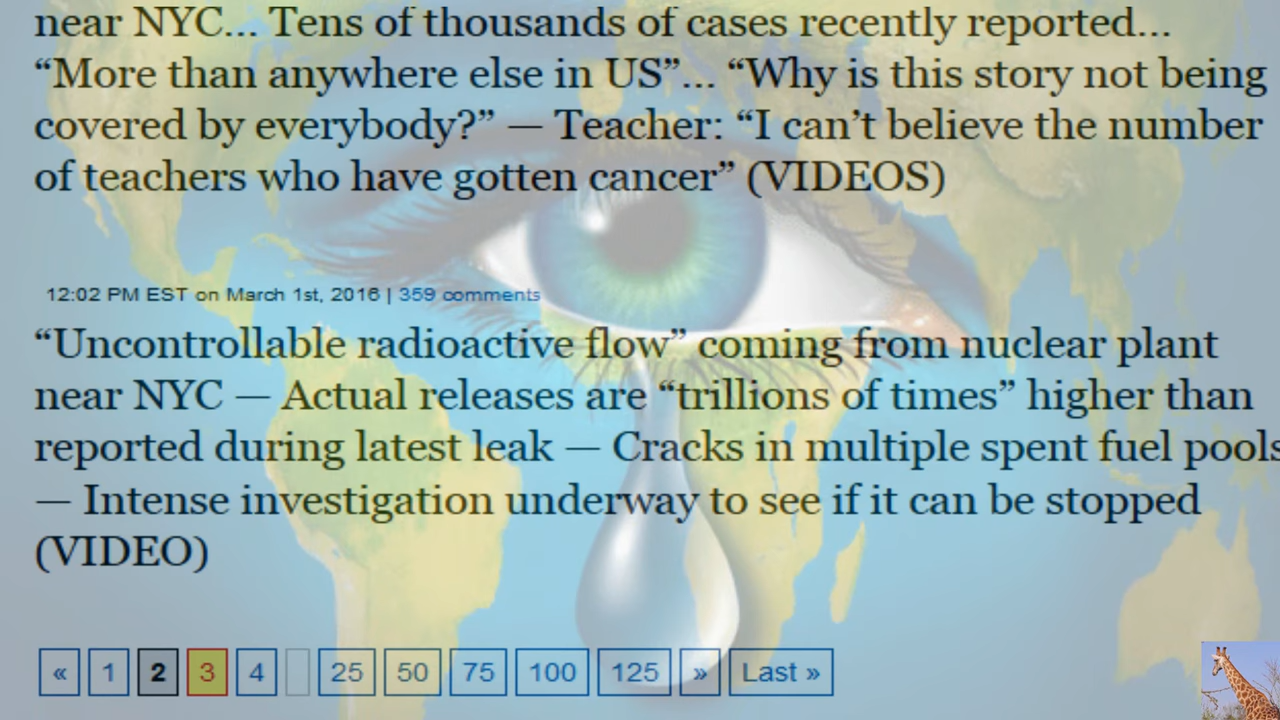 near NYC... Tens of thousands of cases recently reported...
“More than anywhere else in US”... “Why is this story not being
covered by everybody?” — Teacher: “I can’t believe the number
of teachers who have gotten cancer” (VIDEOS)
12:02 PM EST on March 1st, 2016 | 359 comments
“Uncontrollable radioactive flow” coming from nuclear plant
near NYC — Actual releases are “trillions of times” higher than
reported during latest leak — Cracks in multiple spent fuel pools
— Intense investigation underway to see if it can be stopped
(VIDEO)
« 1 2 3 4 25 50 75 100 125 » Last »